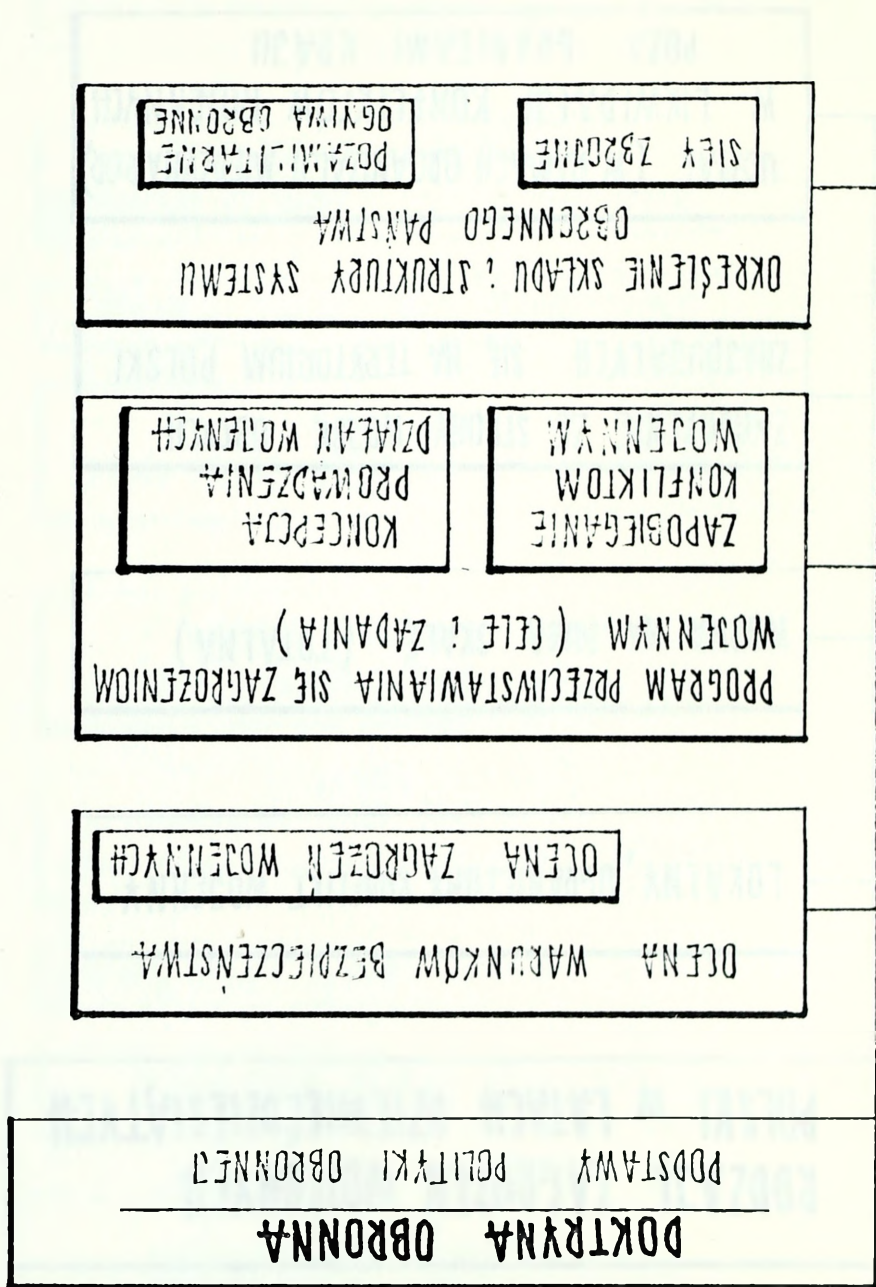 DOKTRYNA OBRONNA
PODSTAWY POLITYKI OBRONNEJ
OCENA WARUNKÓW BEZPIECZEŃSTWA
OCENA ZAGROŻEŃ WOJENNYCH
PROGRAM PRZECIWSTAWIANIA SIĘ ZAGROŻENIOM
WOJENNYM (CELE i ZADANIA)
ZAPOBIEGANIE
KONFLIKTOM
WOJENNYM
KONCEPCJA
PROWADZENIA
DZIAŁAŃ WOJENYCH
OKREŚLENIE SKŁADU i STRUKTURY SYSTEMU
OBRONNEGO PAŃSTWA
SIŁY ZBROJNE
POZAMILITARNE
OGNIWA OBRONNE